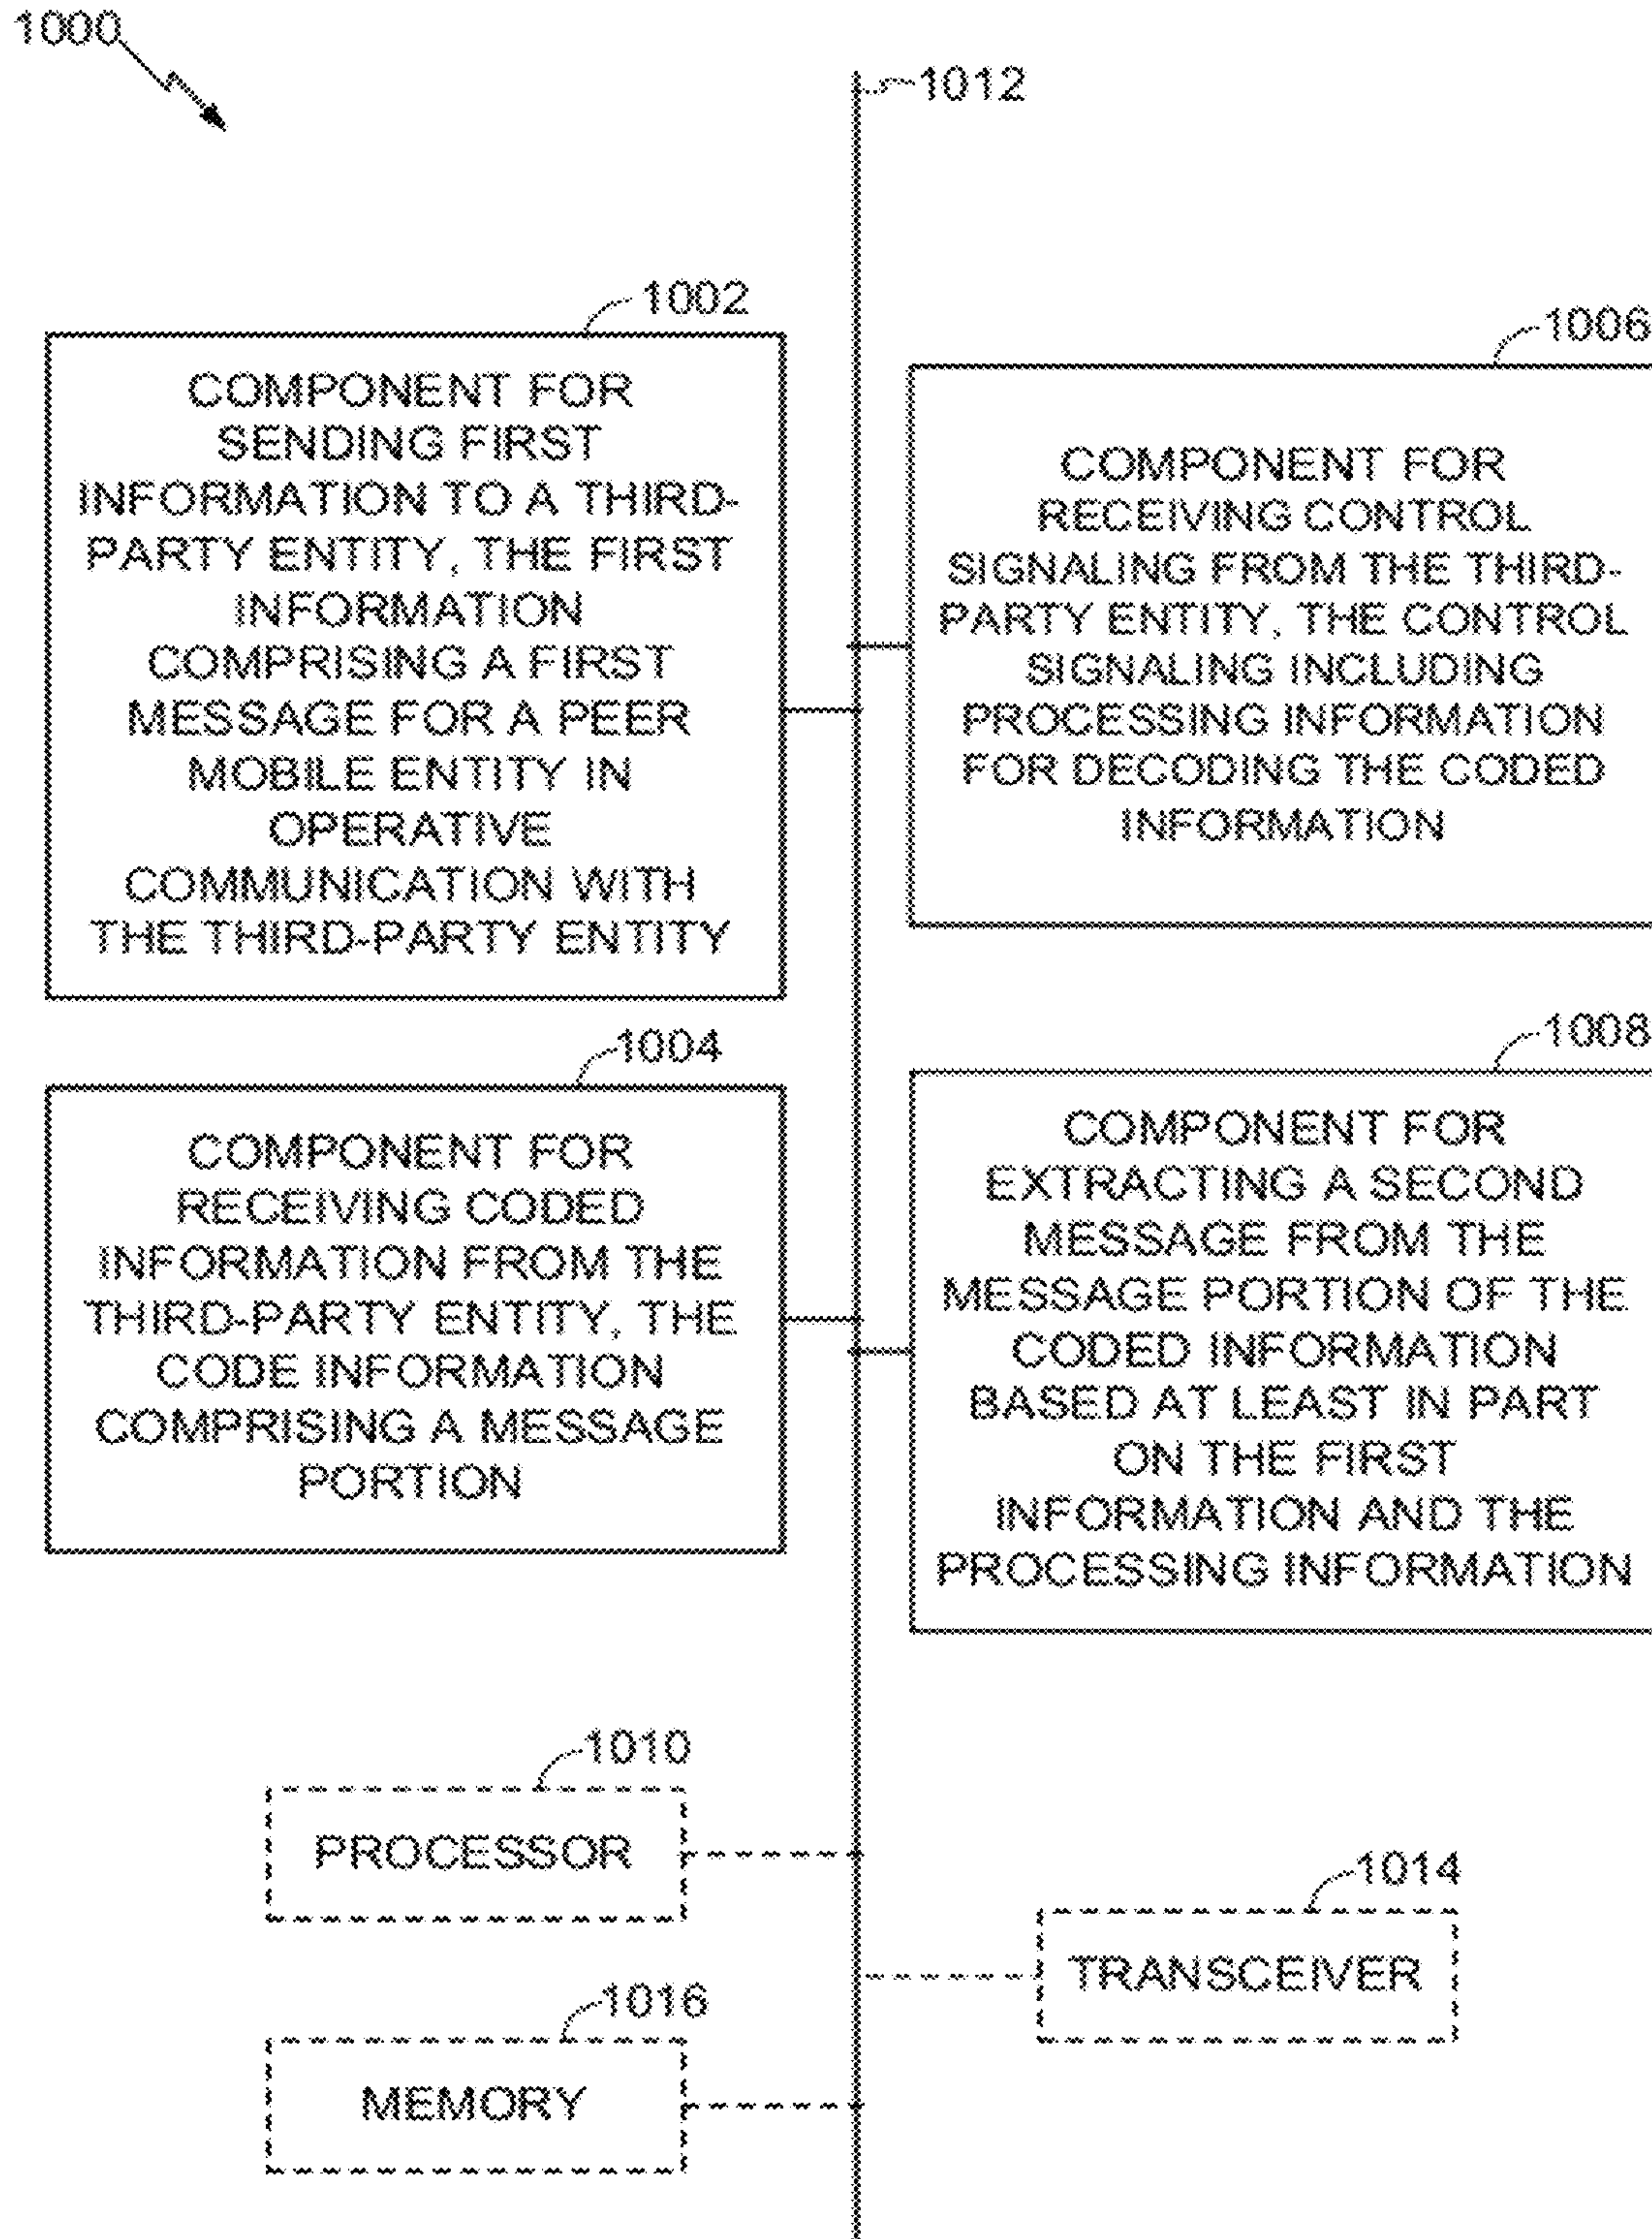 1000
1012
1002
COMPONENT FOR
SENDING FIRST
INFORMATION TO A THIRD-
PARTY ENTITY, THE FIRST
INFORMATION
COMPRISING A FIRST
MESSAGE FOR A PEER
MOBILE ENTITY IN
OPERATIVE
COMMUNICATION WITH
THE THIRD-PARTY ENTITY
1006
COMPONENT FOR
RECEIVING CONTROL
SIGNALING FROM THE THIRD-
PARTY ENTITY, THE CONTROL
SIGNALING INCLUDING
PROCESSING INFORMATION
FOR DECODING THE CODED
INFORMATION
1004
COMPONENT FOR
RECEIVING CODED
INFORMATION FROM THE
THIRD-PARTY ENTITY, THE
CODE INFORMATION
COMPRISING A MESSAGE
PORTION
1008
COMPONENT FOR
EXTRACTING A SECOND
MESSAGE FROM THE
MESSAGE PORTION OF THE
CODED INFORMATION
BASED AT LEAST IN PART
ON THE FIRST
INFORMATION AND THE
PROCESSING INFORMATION
1010
PROCESSOR
1014
TRANSCEIVER
1016
MEMORY